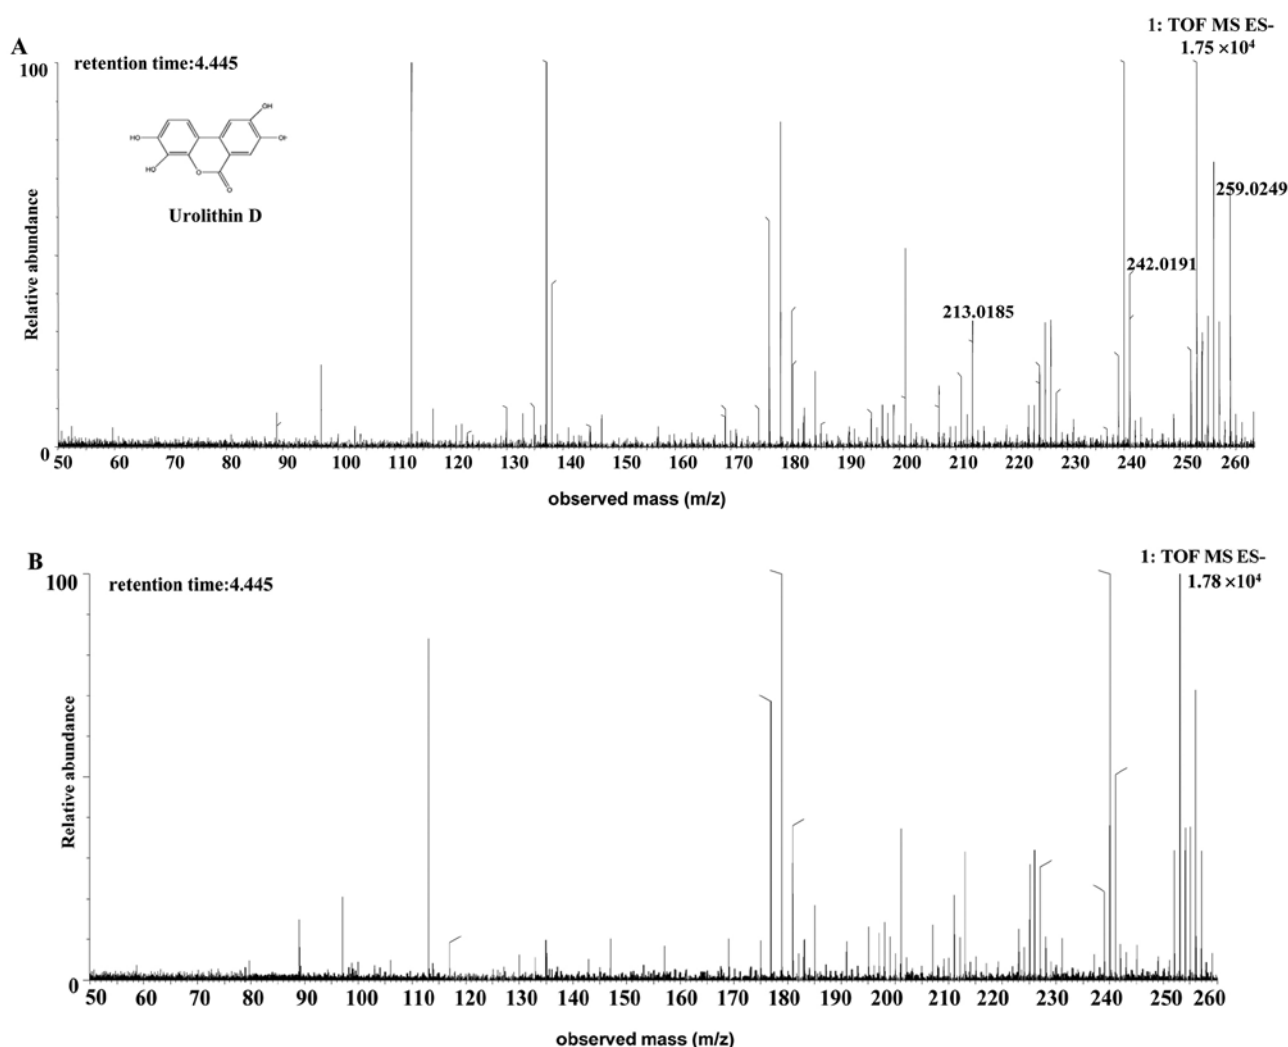 A
1: TOF MS ES-
1.75 ×10⁴
retention time:4.445
100
OH
HO
OH
HO
O
O
Urolithin D
259.0249
242.0191
213.0185
Relative abundance
0
50 60 70 80 90 100 110 120 130 140 150 160 170 180 190 200 210 220 230 240 250 260
observed mass (m/z)
B
1: TOF MS ES-
1.78 ×10⁴
retention time:4.445
100
Relative abundance
0
50 60 70 80 90 100 110 120 130 140 150 160 170 180 190 200 210 220 230 240 250 260
observed mass (m/z)